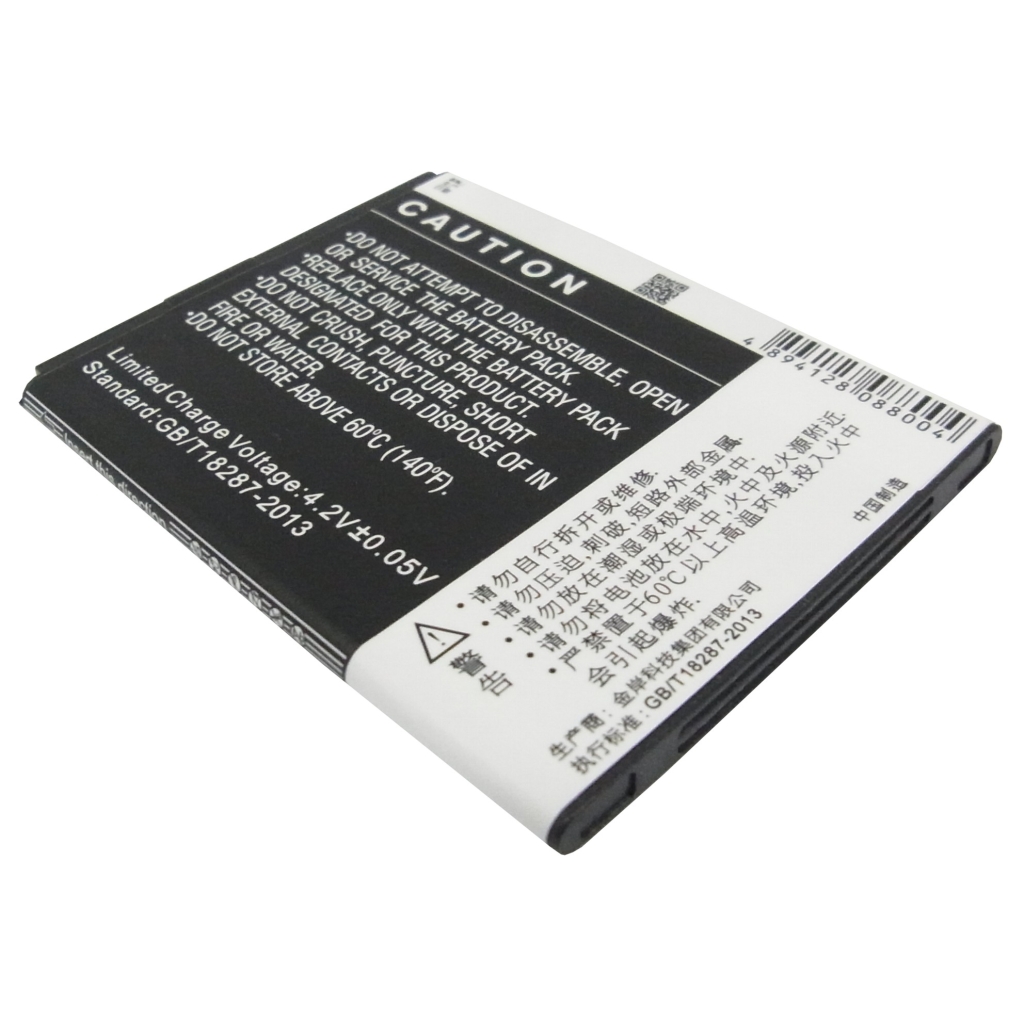 CAUTION
•DO NOT ATTEMPT TO DISASSEMBLE, OPEN
OR SERVICE THE BATTERY PACK.
•REPLACE ONLY WITH THE BATTERY PACK
DESIGNATED FOR THIS PRODUCT.
•DO NOT CRUSH, PUNCTURE, SHORT
EXTERNAL CONTACTS OR DISPOSE OF IN
FIRE OR WATER.
•DO NOT STORE ABOVE 60℃ (140℉).
Limited Charge Voltage:4.2V±0.05V
Standard:GB/T18287-2013
4 894128 088004
警告
•请勿自行拆开或维修.
•请勿压迫,刺破,短路外部金属.
•请勿放在潮湿或极端环境中.
•请勿将电池放在水中,火中及火源附近.
•严禁置于60℃以上高温环境,投入火中
会引起爆炸.
中国制造
生产商:金岸科技集团有限公司
执行标准:GB/T18287-2013
Insert this direction